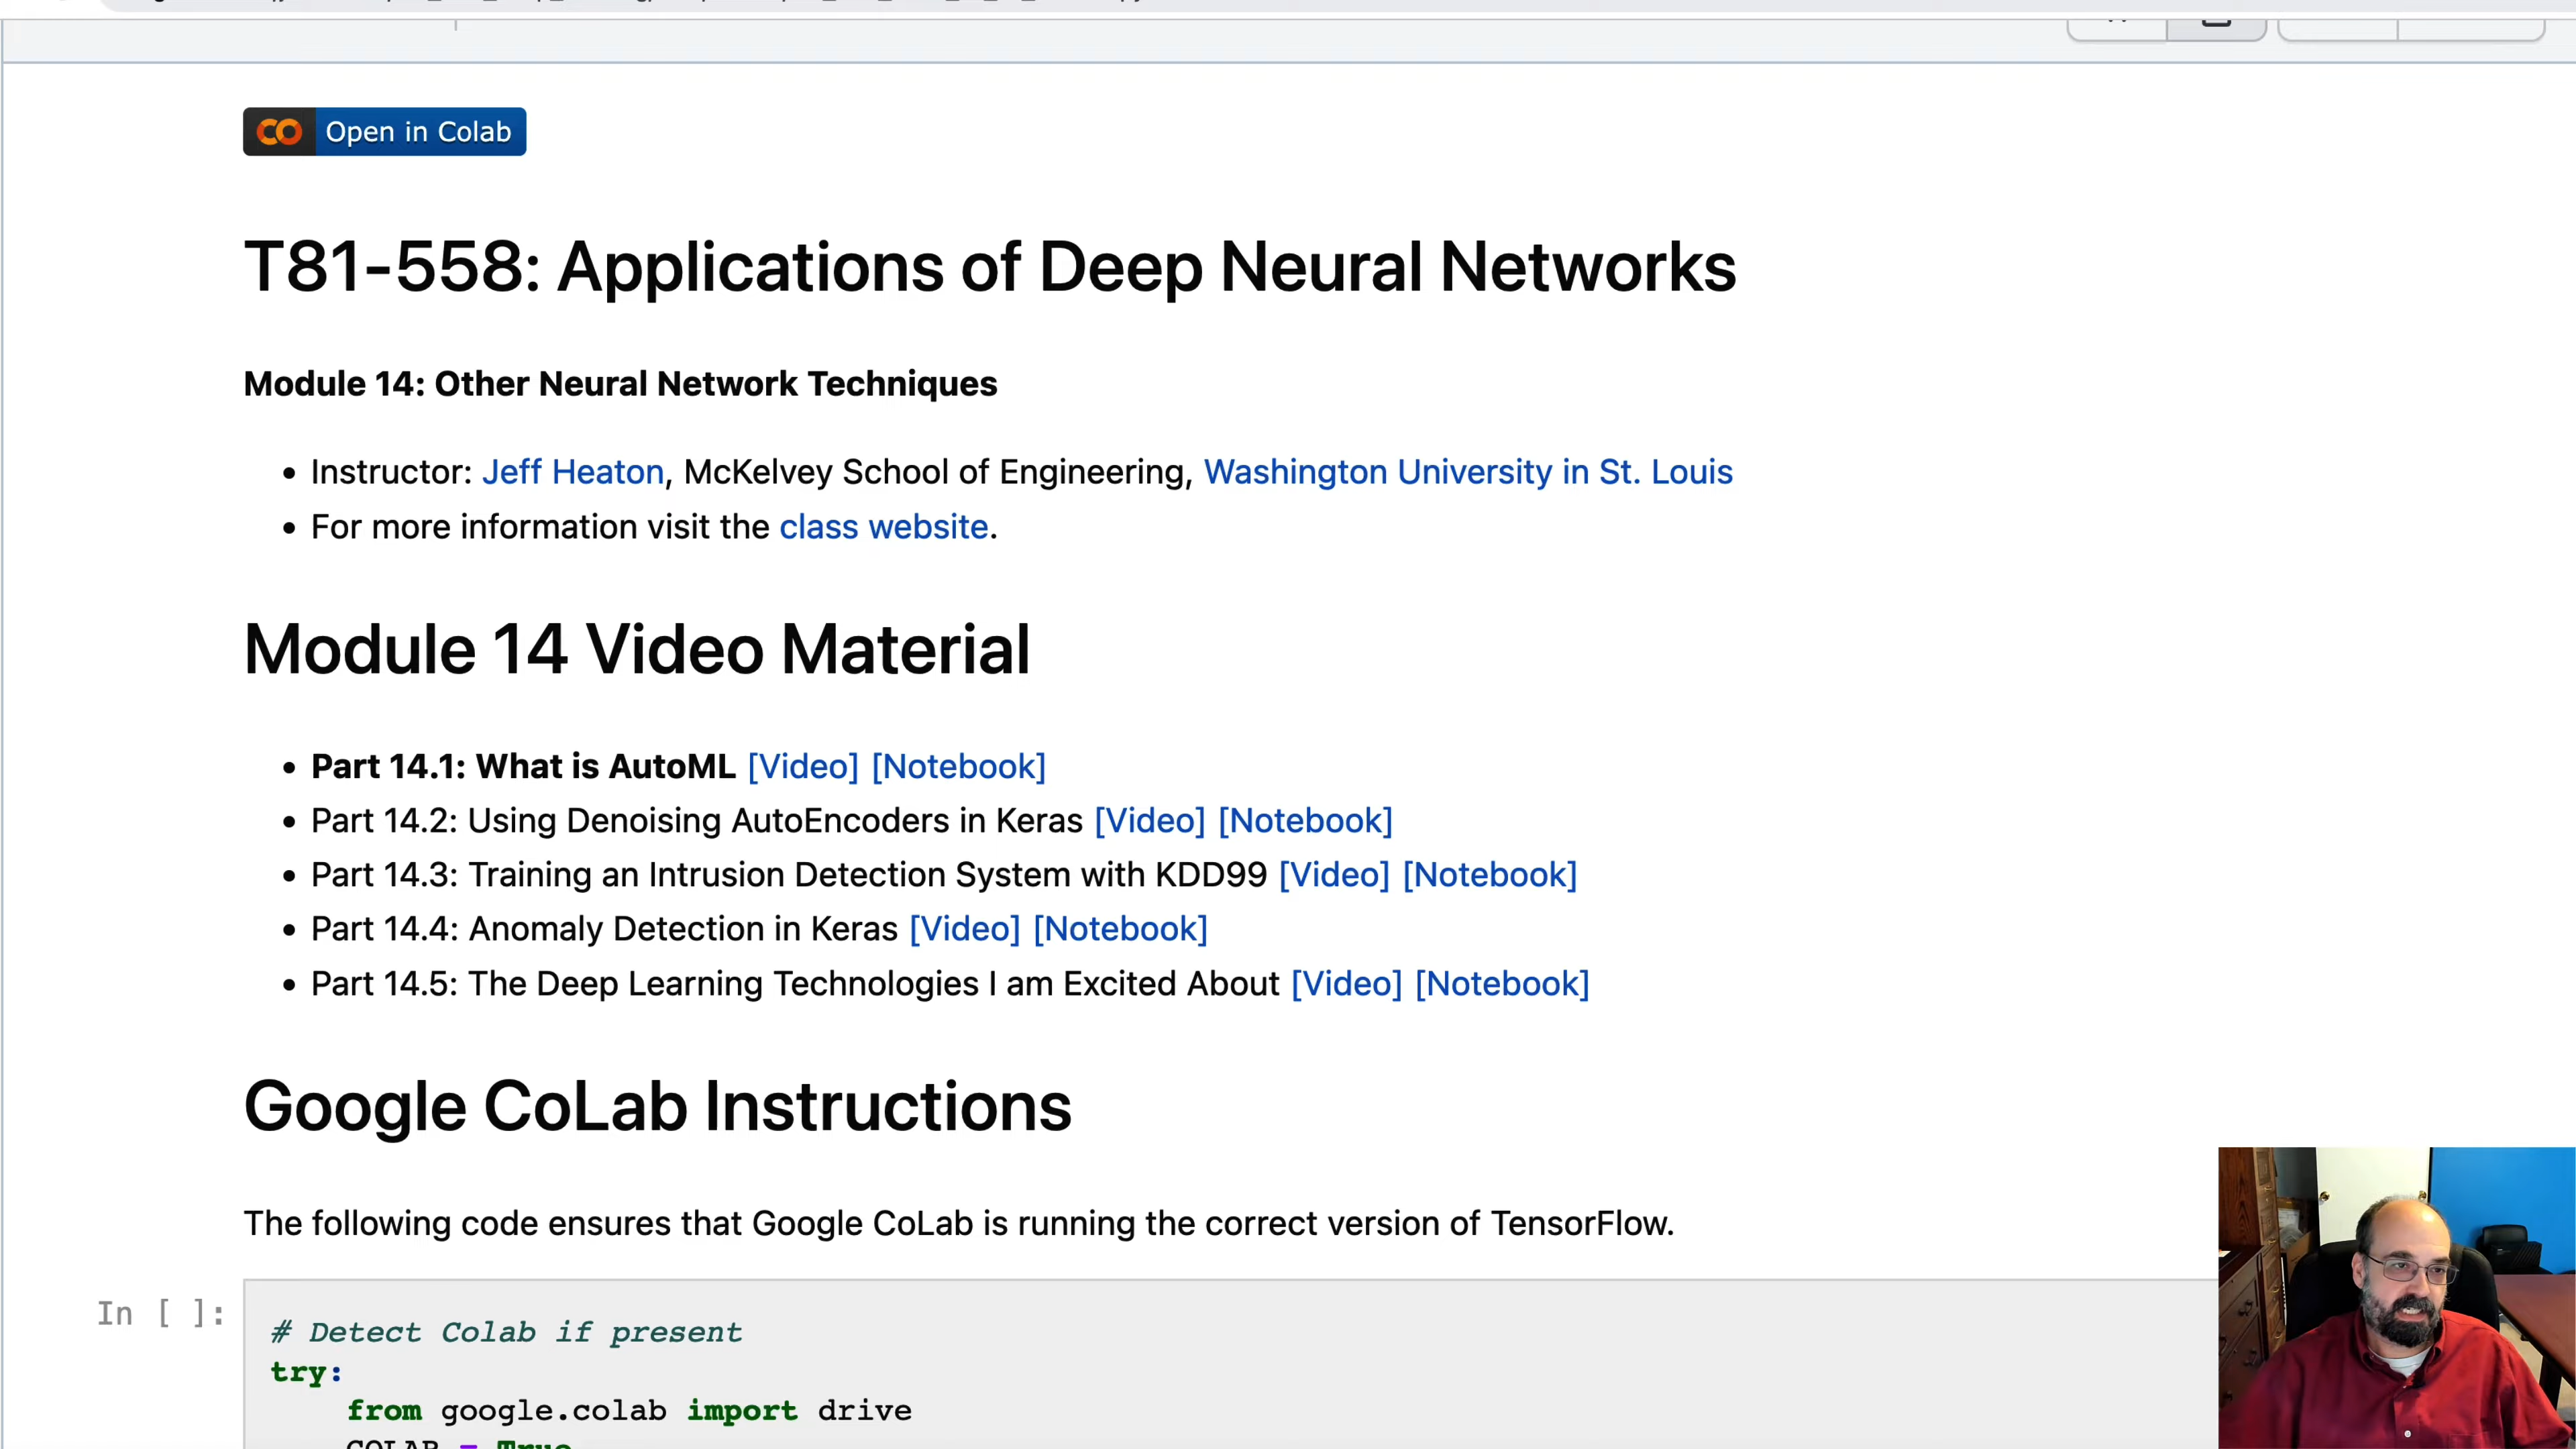 Open in Colab
T81-558: Applications of Deep Neural Networks
Module 14: Other Neural Network Techniques
• Instructor: Jeff Heaton, McKelvey School of Engineering, Washington University in St. Louis
• For more information visit the class website.
Module 14 Video Material
• Part 14.1: What is AutoML [Video] [Notebook]
• Part 14.2: Using Denoising AutoEncoders in Keras [Video] [Notebook]
• Part 14.3: Training an Intrusion Detection System with KDD99 [Video] [Notebook]
• Part 14.4: Anomaly Detection in Keras [Video] [Notebook]
• Part 14.5: The Deep Learning Technologies I am Excited About [Video] [Notebook]
Google CoLab Instructions
The following code ensures that Google CoLab is running the correct version of TensorFlow.
In [ ]:
# Detect Colab if present
try:
from google.colab import drive
COLAB = True